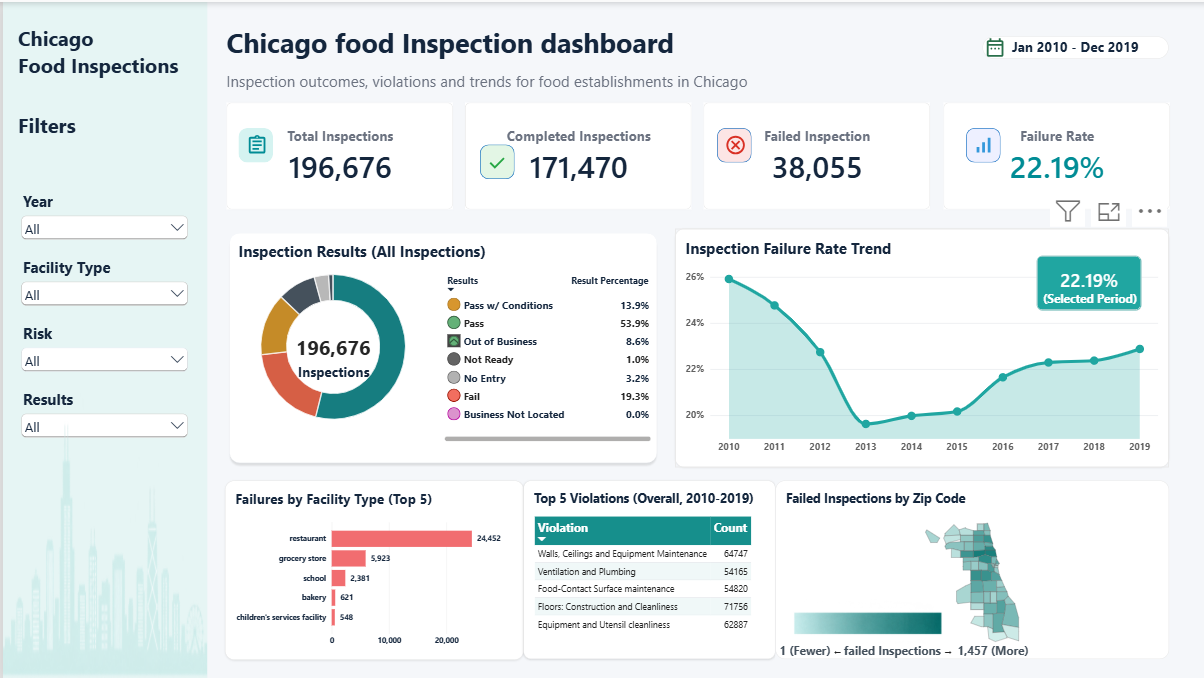 Chicago
Food Inspections
Filters
Year
All
Facility Type
All
Risk
All
Results
All
Chicago food Inspection dashboard
Inspection outcomes, violations and trends for food establishments in Chicago
Jan 2010 - Dec 2019
Total Inspections
196,676
Completed Inspections
171,470
Failed Inspection
38,055
Failure Rate
22.19%
Inspection Results (All Inspections)
196,676
Inspections
Results Result Percentage
Pass w/ Conditions 13.9%
Pass 53.9%
Out of Business 8.6%
Not Ready 1.0%
No Entry 3.2%
Fail 19.3%
Business Not Located 0.0%
Inspection Failure Rate Trend
22.19%
(Selected Period)
26%
24%
22%
20%
2010 2011 2012 2013 2014 2015 2016 2017 2018 2019
Failures by Facility Type (Top 5)
restaurant 24,452
grocery store 5,923
school 2,381
bakery 621
children's services facility 548
0 10,000 20,000
Top 5 Violations (Overall, 2010-2019)
Violation Count
Walls, Ceilings and Equipment Maintenance 64747
Ventilation and Plumbing 54165
Food-Contact Surface maintenance 54820
Floors: Construction and Cleanliness 71756
Equipment and Utensil cleanliness 62887
Failed Inspections by Zip Code
1 (Fewer) ←failed Inspections → 1,457 (More)